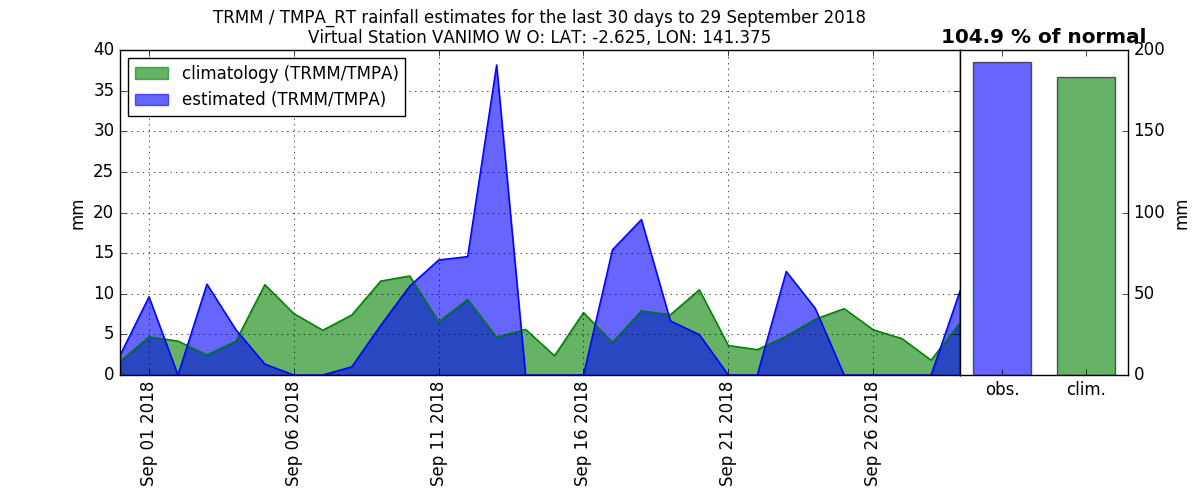 TRMM / TMPA_RT rainfall estimates for the last 30 days to 29 September 2018
Virtual Station VANIMO W O: LAT: -2.625, LON: 141.375
104.9 % of normal
climatology (TRMM/TMPA)
estimated (TRMM/TMPA)
40
35
30
25
20
15
10
5
0
mm
Sep 01 2018
Sep 06 2018
Sep 11 2018
Sep 16 2018
Sep 21 2018
Sep 26 2018
200
150
100
50
0
mm
obs.
clim.